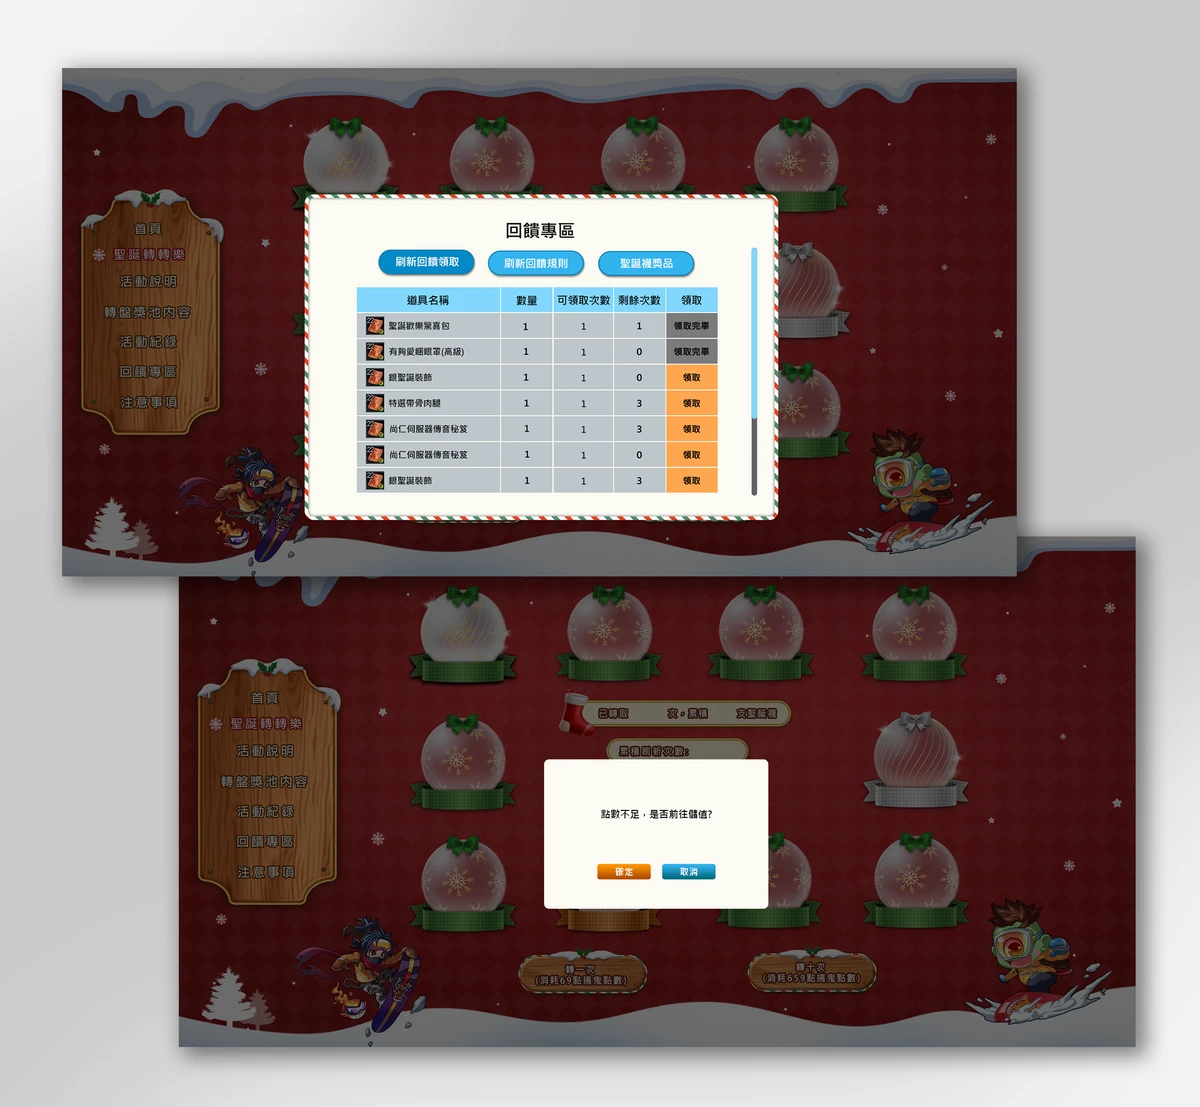 首頁
聖誕轉轉樂
活動說明
轉盤獎池內容
活動紀錄
回饋專區
注意事項
回饋專區
刷新回饋領取 刷新回饋規則 聖誕襪獎品
道具名稱 數量 可領取次數 剩餘次數 領取
聖誕歡樂驚喜包 1 1 1 領取完畢
有夠愛睏眼罩(高級) 1 1 0 領取完畢
銀聖誕裝飾 1 1 0 領取
特選帶骨肉腿 1 1 3 領取
尚仁伺服器傳音秘笈 1 1 3 領取
尚仁伺服器傳音秘笈 1 1 0 領取
銀聖誕裝飾 1 1 3 領取
首頁
聖誕轉轉樂
活動說明
轉盤獎池內容
活動紀錄
回饋專區
注意事項
已轉取 次，累積 支聖誕襪
累積刷新次數:
點數不足，是否前往儲值?
確定 取消
轉一次
(消耗69點搞鬼點數)
轉十次
(消耗659點搞鬼點數)